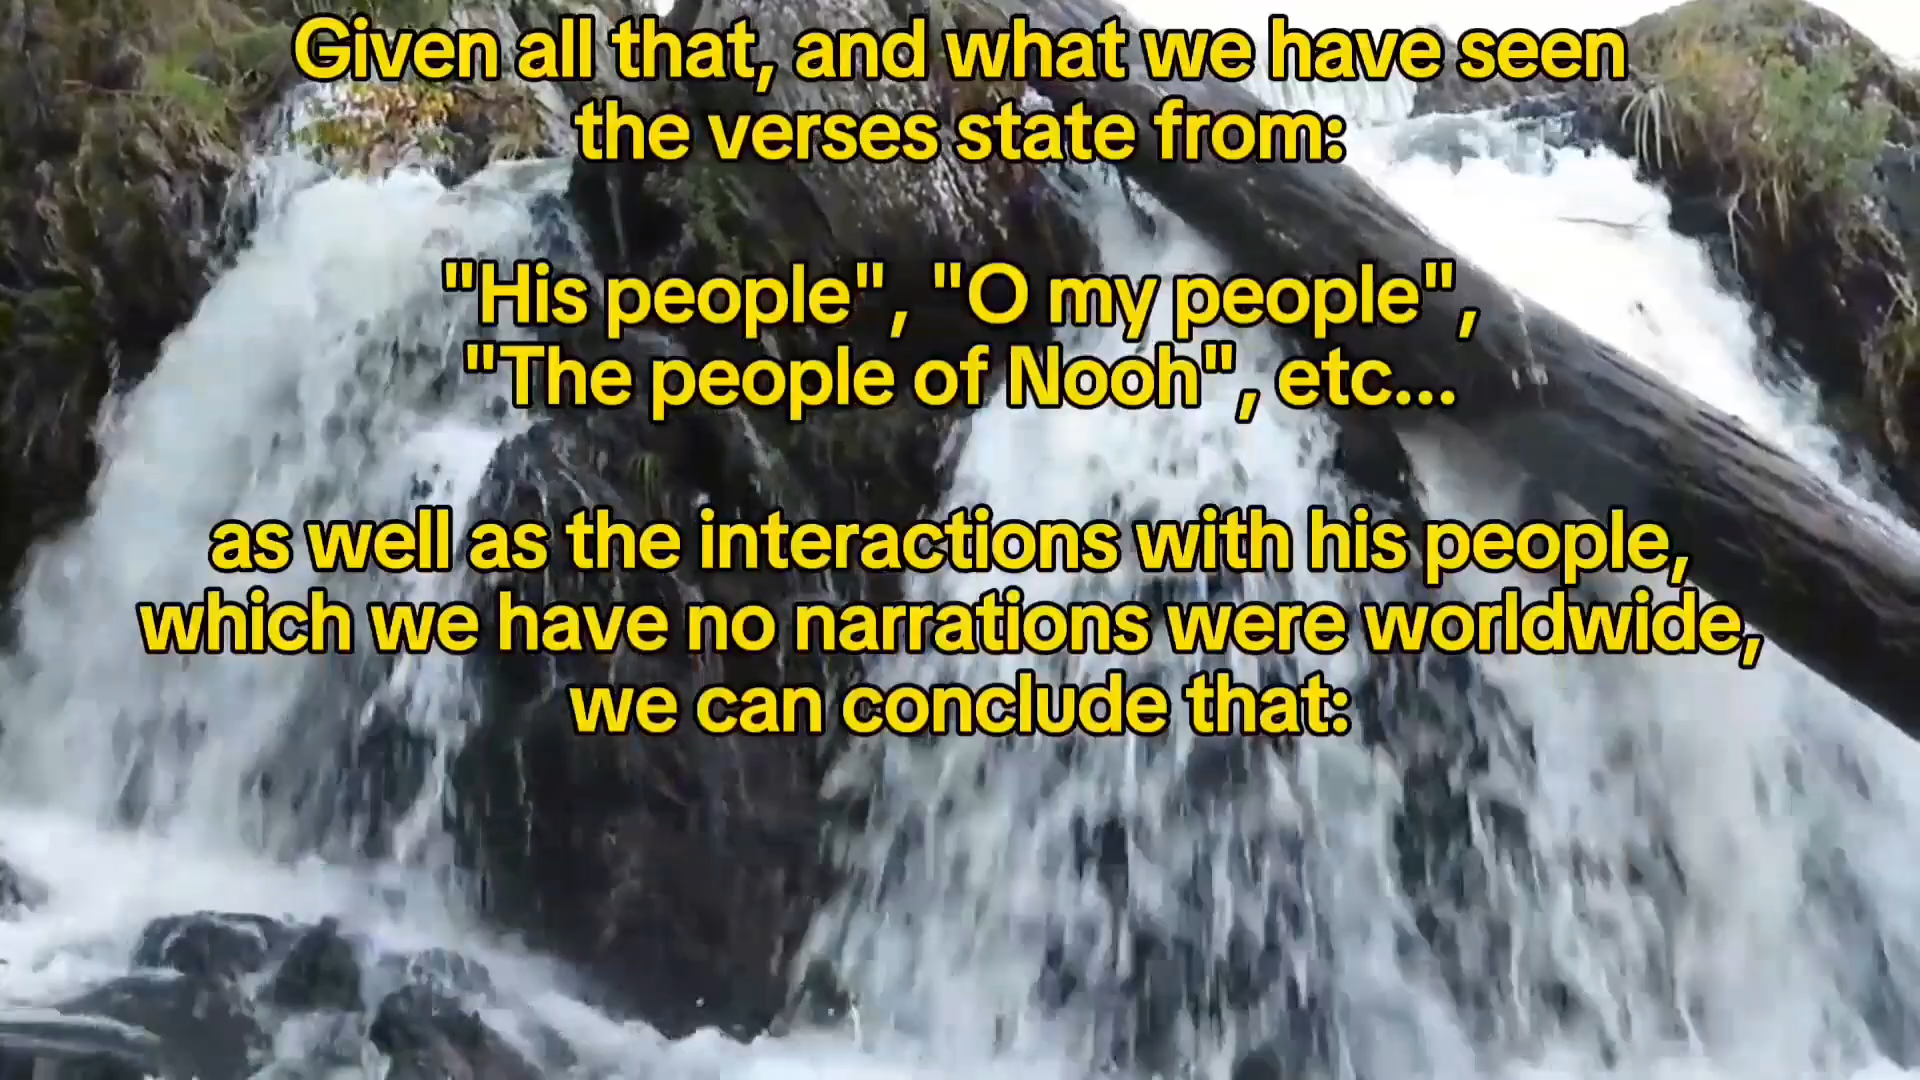 Given all that, and what we have seen
the verses state from:
"His people", "O my people",
"The people of Nooh", etc...
as well as the interactions with his people,
which we have no narrations were worldwide,
we can conclude that: